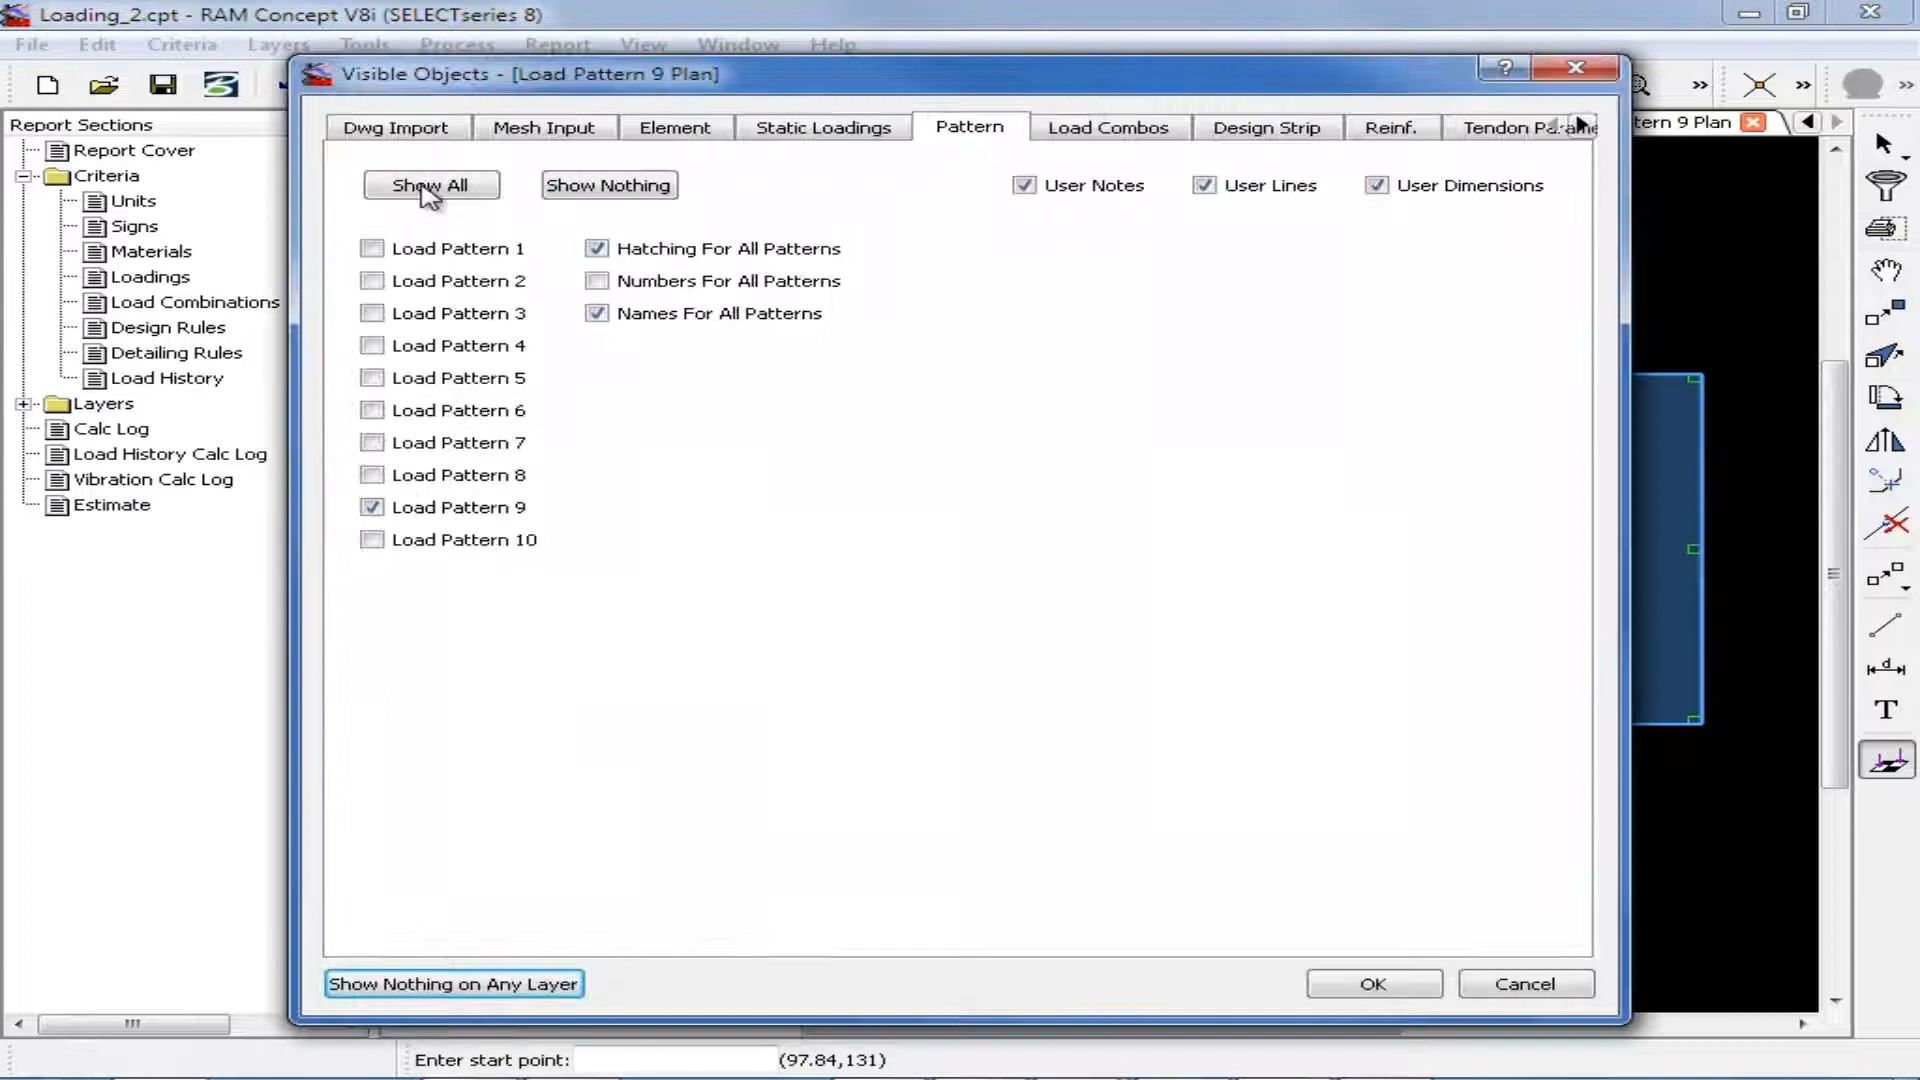 Loading_2.cpt - RAM Concept V8i (SELECTseries 8)
File Edit Criteria Layers Tools Process Report View Window Help
Visible Objects - [Load Pattern 9 Plan]
?
Report Sections
Report Cover
Criteria
Units
Signs
Materials
Loadings
Load Combinations
Design Rules
Detailing Rules
Load History
Layers
Calc Log
Load History Calc Log
Vibration Calc Log
Estimate
Dwg Import Mesh Input Element Static Loadings Pattern Load Combos Design Strip Reinf. Tendon
tern 9 Plan
Show All Show Nothing User Notes User Lines User Dimensions
Load Pattern 1 Hatching For All Patterns
Load Pattern 2 Numbers For All Patterns
Load Pattern 3 Names For All Patterns
Load Pattern 4
Load Pattern 5
Load Pattern 6
Load Pattern 7
Load Pattern 8
Load Pattern 9
Load Pattern 10
Show Nothing on Any Layer OK Cancel
d
T
Enter start point: (97.84,131)